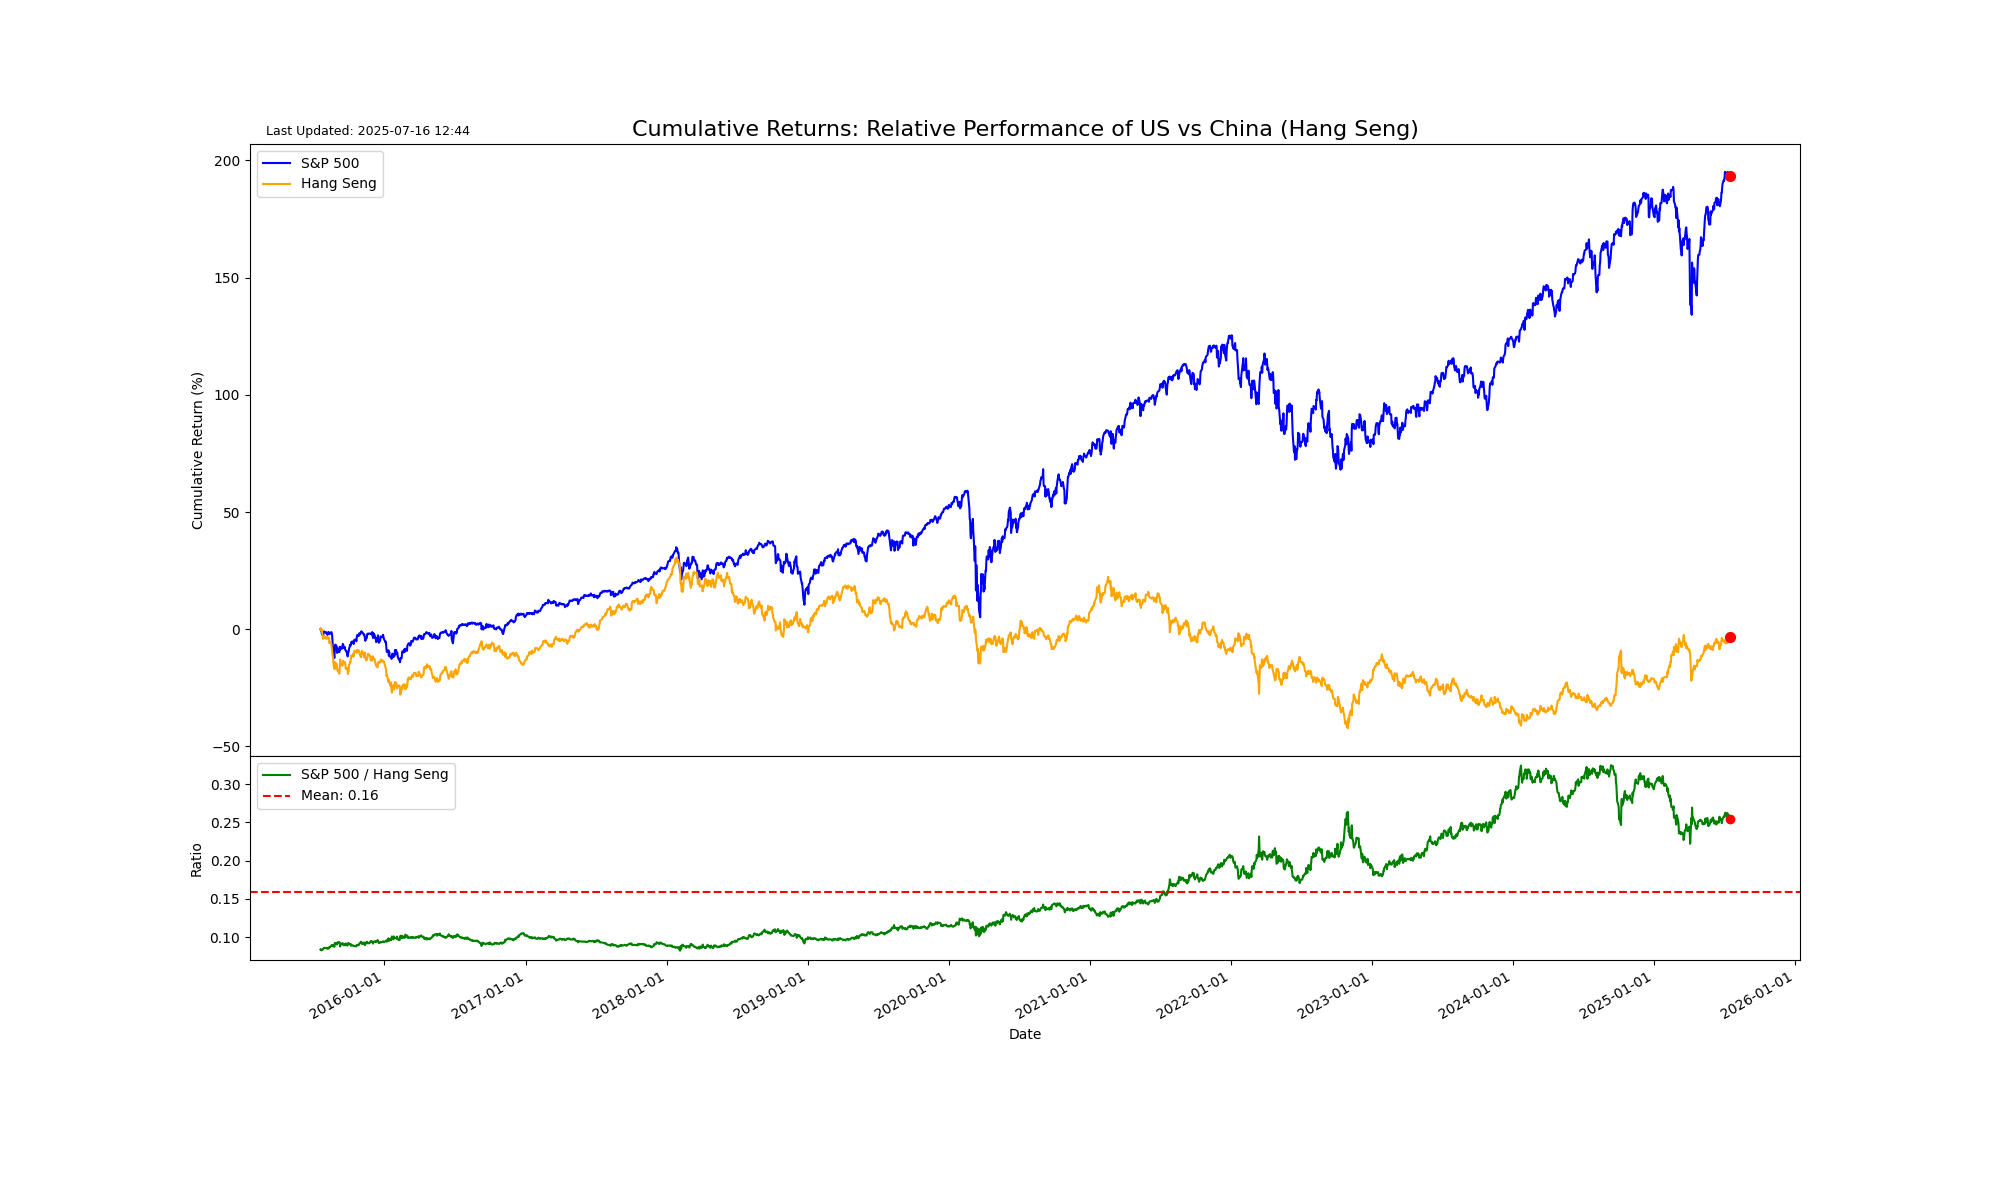 Last Updated: 2025-07-16 12:44
Cumulative Returns: Relative Performance of US vs China (Hang Seng)
S&P 500
Hang Seng
200
150
100
50
0
−50
Cumulative Return (%)
S&P 500 / Hang Seng
Mean: 0.16
0.30
0.25
0.20
0.15
0.10
Ratio
2016-01-01
2017-01-01
2018-01-01
2019-01-01
2020-01-01
2021-01-01
2022-01-01
2023-01-01
2024-01-01
2025-01-01
2026-01-01
Date